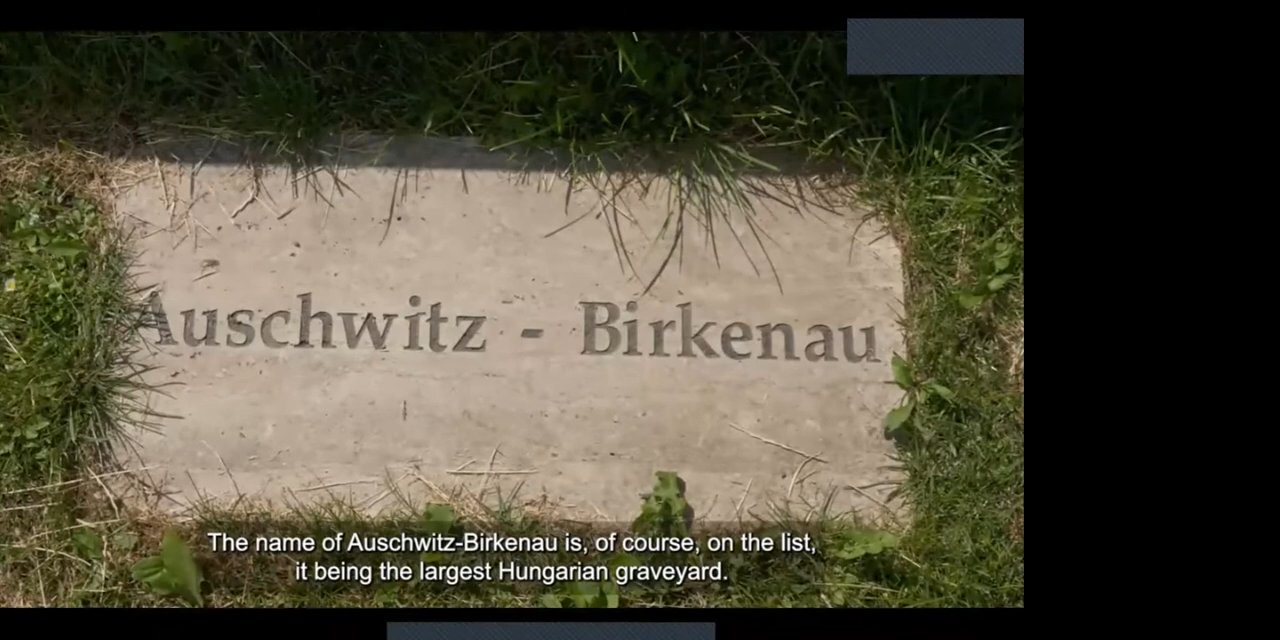 Auschwitz - Birkenau
The name of Auschwitz-Birkenau is, of course, on the list,
it being the largest Hungarian graveyard.